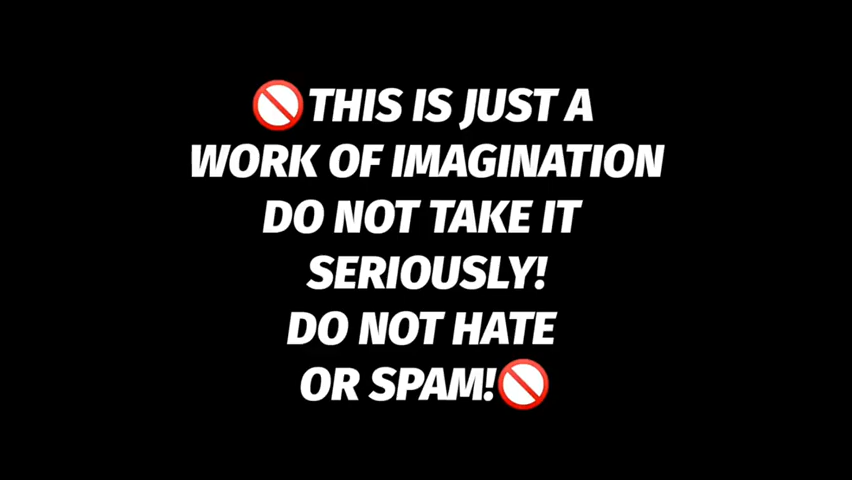 🚫THIS IS JUST A
WORK OF IMAGINATION
DO NOT TAKE IT
SERIOUSLY!
DO NOT HATE
OR SPAM!🚫